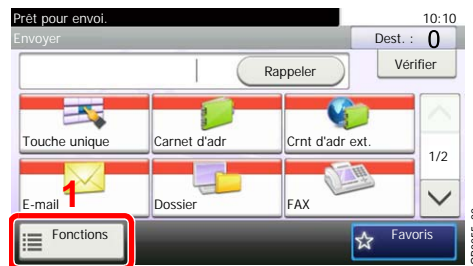 Prêt pour envoi. 10:10
Envoyer Dest. : 0
Rappeler Vérifier
Touche unique Carnet d'adr Crnt d'adr ext.
1/2
E-mail 1 Dossier FAX
Fonctions Favoris